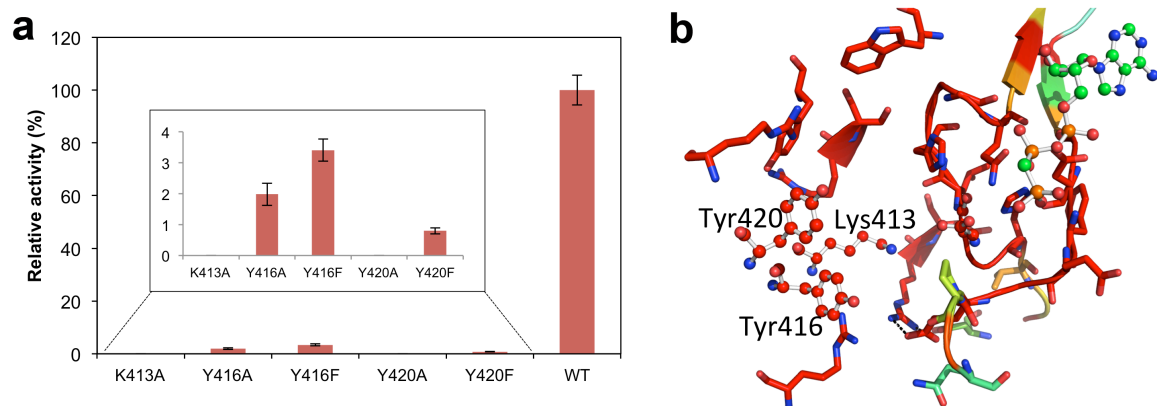 a
Relative activity (%)
120
100
80
60
40
20
0
4
3
2
1
0
K413A Y416A Y416F Y420A Y420F
K413A Y416A Y416F Y420A Y420F WT
b
Tyr420 Lys413
Tyr416